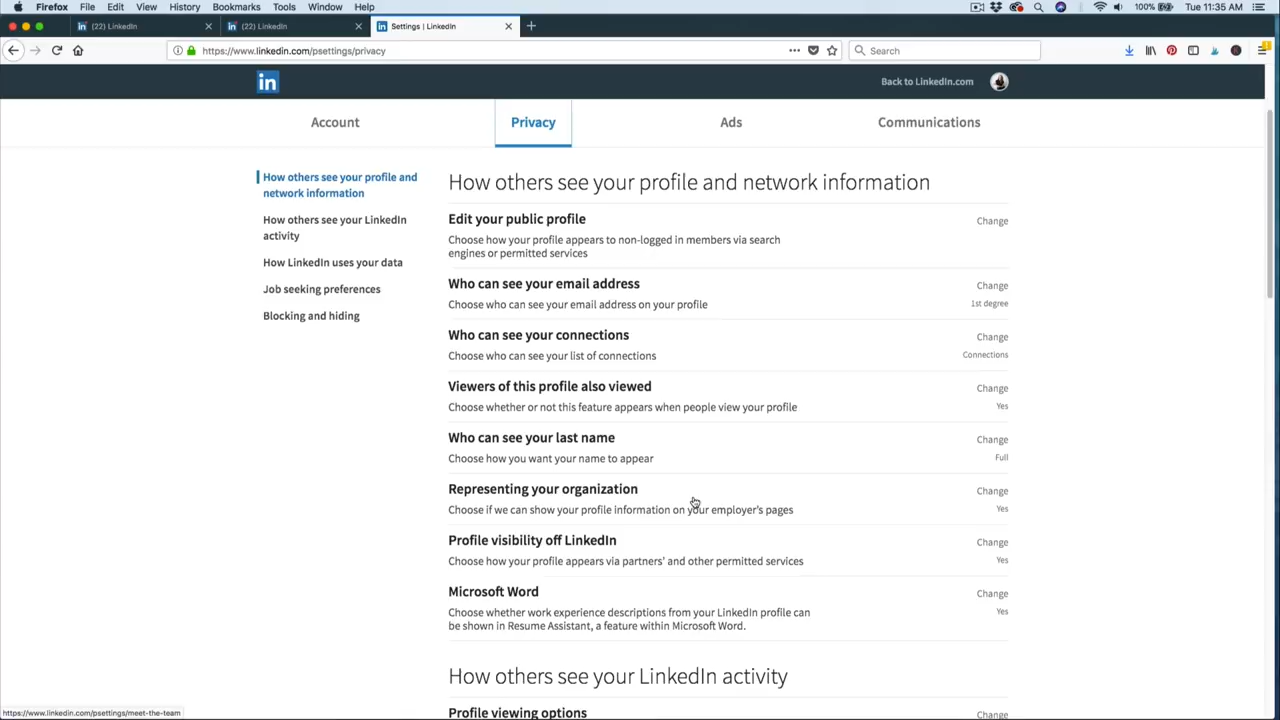 Firefox File Edit View History Bookmarks Tools Window Help 100% Tue 11:35 AM
(22) LinkedIn (22) LinkedIn Settings | LinkedIn
https://www.linkedin.com/psettings/privacy Search
in Back to LinkedIn.com
Account Privacy Ads Communications
How others see your profile and
network information
How others see your LinkedIn
activity
How LinkedIn uses your data
Job seeking preferences
Blocking and hiding
How others see your profile and network information
Edit your public profile Change
Choose how your profile appears to non-logged in members via search
engines or permitted services
Who can see your email address Change
Choose who can see your email address on your profile 1st degree
Who can see your connections Change
Choose who can see your list of connections Connections
Viewers of this profile also viewed Change
Choose whether or not this feature appears when people view your profile Yes
Who can see your last name Change
Choose how you want your name to appear Full
Representing your organization Change
Choose if we can show your profile information on your employer's pages Yes
Profile visibility off LinkedIn Change
Choose how your profile appears via partners' and other permitted services Yes
Microsoft Word Change
Choose whether work experience descriptions from your LinkedIn profile can Yes
be shown in Resume Assistant, a feature within Microsoft Word.
How others see your LinkedIn activity
Profile viewing options Change
https://www.linkedin.com/psettings/meet-the-team